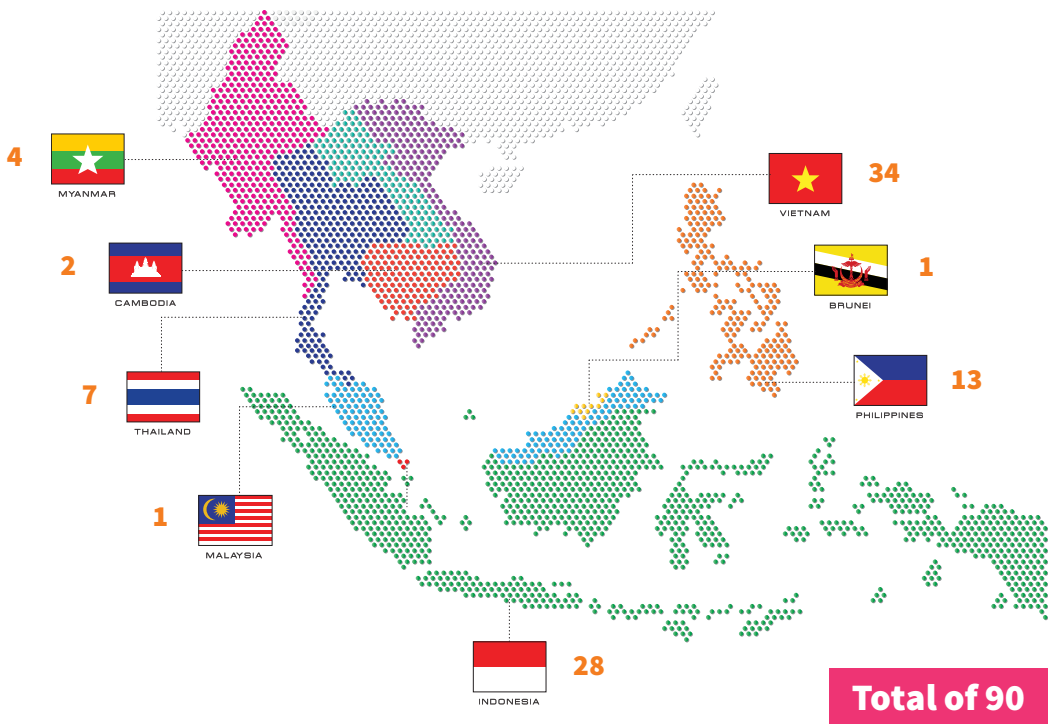 4
MYANMAR
34
VIETNAM
2
CAMBODIA
1
BRUNEI
7
THAILAND
13
PHILIPPINES
1
MALAYSIA
28
INDONESIA
Total of 90